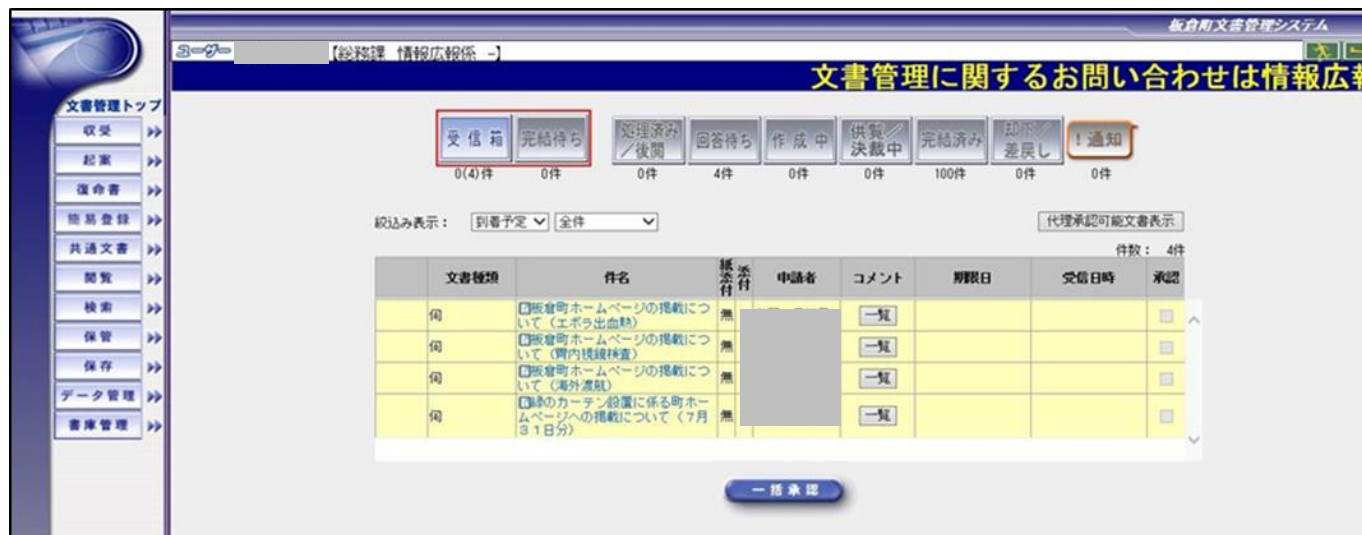 板倉町文書管理システム
ユーザー 【総務課 情報広報係 -】
文書管理に関するお問い合わせは情報広報
文書管理トップ
収受
起案
復命書
簡易登録
共通文書
閲覧
検索
保管
保存
データ管理
書庫管理
受信箱 完結待ち 処理済み/後閲 回答待ち 作成中 供覧/決裁中 完結済み 却下/差戻し !通知
0(4)件 0件 0件 4件 0件 0件 100件 0件 0件
絞込み表示: 到着予定 全件 代理承認可能文書表示
件数: 4件
文書種類 件名 紙添付 添付 申請者 コメント 期限日 受信日時 承認
伺 板倉町ホームページの掲載につ
いて(エボラ出血熱) 無 一覧
伺 板倉町ホームページの掲載につ
いて(胃内視鏡検査) 無 一覧
伺 板倉町ホームページの掲載につ
いて(海外渡航) 無 一覧
伺 緑のカーテン設置に係る町ホー
ムページへの掲載について(7月
31日分) 無 一覧
一括承認